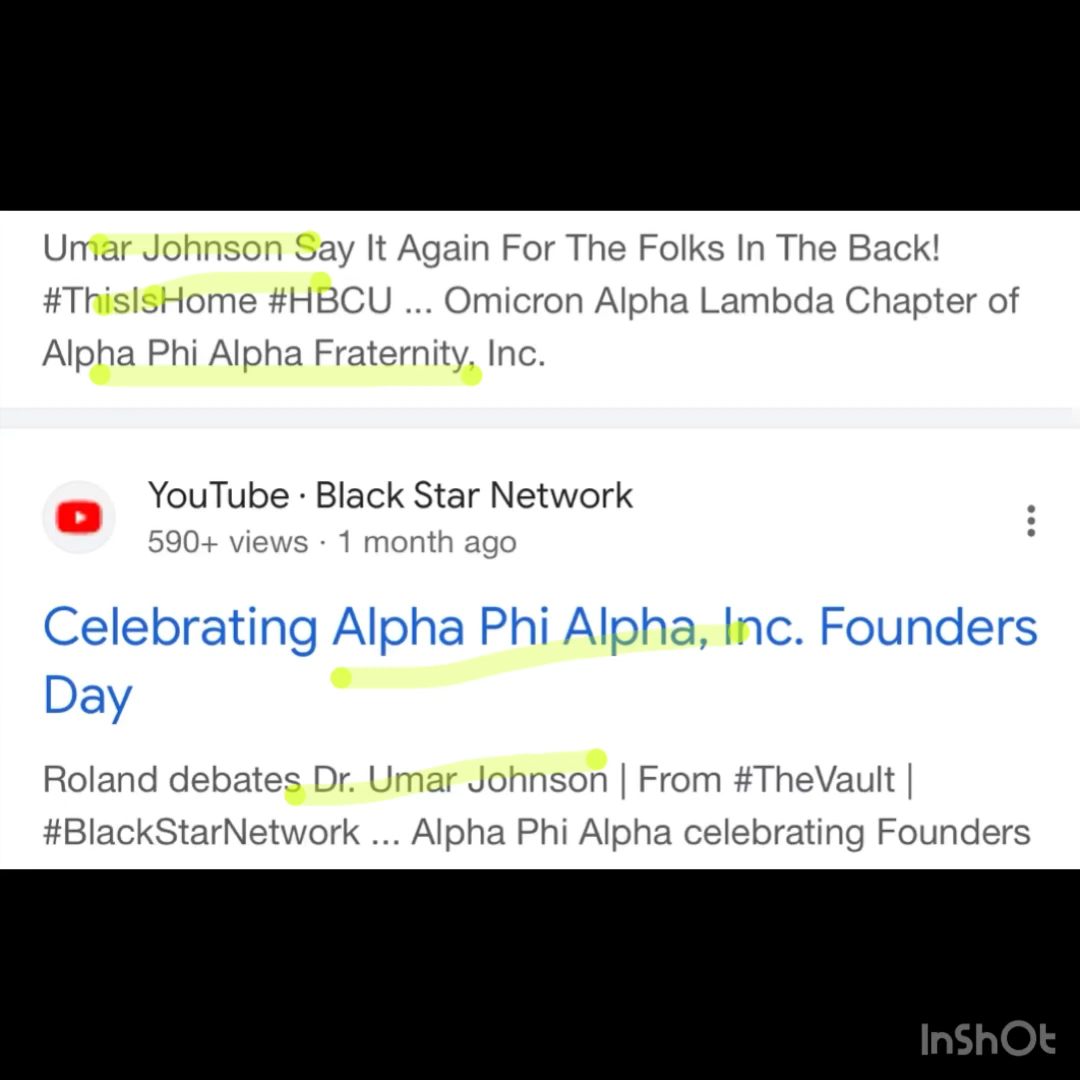 Umar Johnson Say It Again For The Folks In The Back!
#ThisIsHome #HBCU ... Omicron Alpha Lambda Chapter of
Alpha Phi Alpha Fraternity, Inc.
YouTube · Black Star Network
590+ views · 1 month ago
Celebrating Alpha Phi Alpha, Inc. Founders
Day
Roland debates Dr. Umar Johnson | From #TheVault |
#BlackStarNetwork ... Alpha Phi Alpha celebrating Founders
InShOt